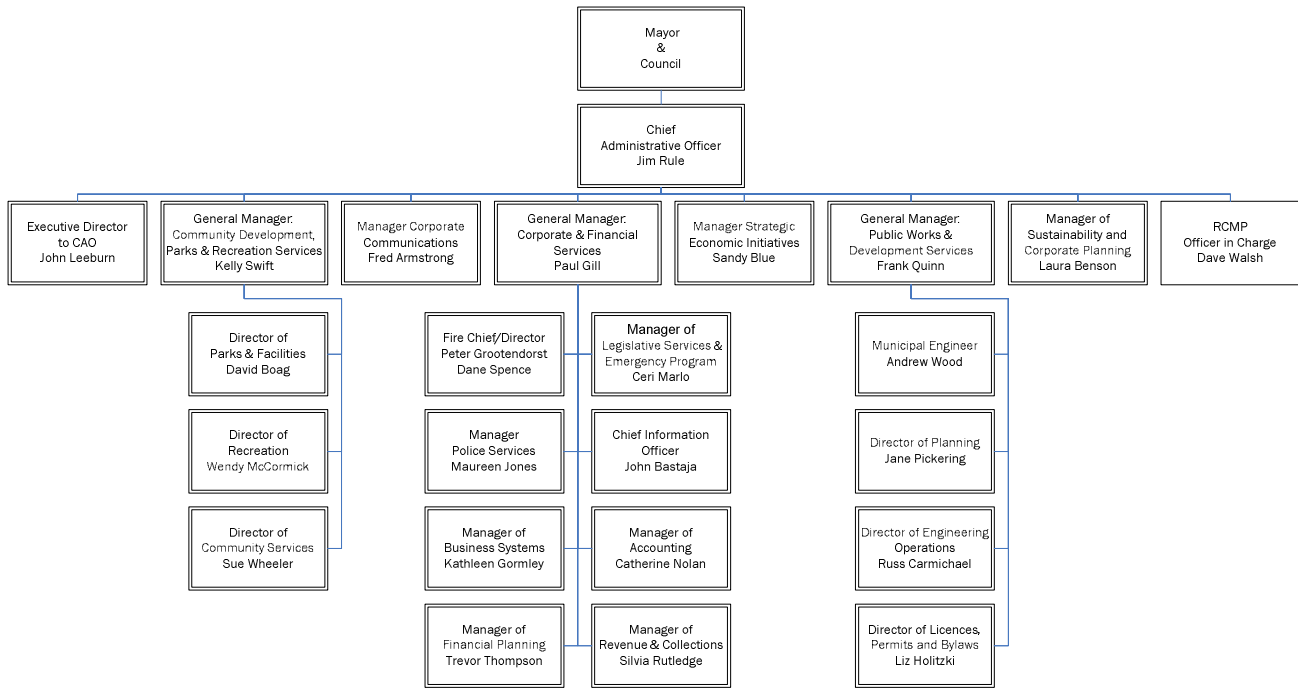 Mayor
&
Council
Chief
Administrative Officer
Jim Rule
Executive Director
to CAO
John Leeburn
General Manager:
Community Development,
Parks & Recreation Services
Kelly Swift
Manager Corporate
Communications
Fred Armstrong
General Manager:
Corporate & Financial
Services
Paul Gill
Manager Strategic
Economic Initiatives
Sandy Blue
General Manager:
Public Works &
Development Services
Frank Quinn
Manager of
Sustainability and
Corporate Planning
Laura Benson
RCMP
Officer in Charge
Dave Walsh
Director of
Parks & Facilities
David Boag
Director of
Recreation
Wendy McCormick
Director of
Community Services
Sue Wheeler
Fire Chief/Director
Peter Grootendorst
Dane Spence
Manager of
Legislative Services &
Emergency Program
Ceri Marlo
Manager
Police Services
Maureen Jones
Chief Information
Officer
John Bastaja
Manager of
Business Systems
Kathleen Gormley
Manager of
Accounting
Catherine Nolan
Manager of
Financial Planning
Trevor Thompson
Manager of
Revenue & Collections
Silvia Rutledge
Municipal Engineer
Andrew Wood
Director of Planning
Jane Pickering
Director of Engineering
Operations
Russ Carmichael
Director of Licences,
Permits and Bylaws
Liz Holitzki